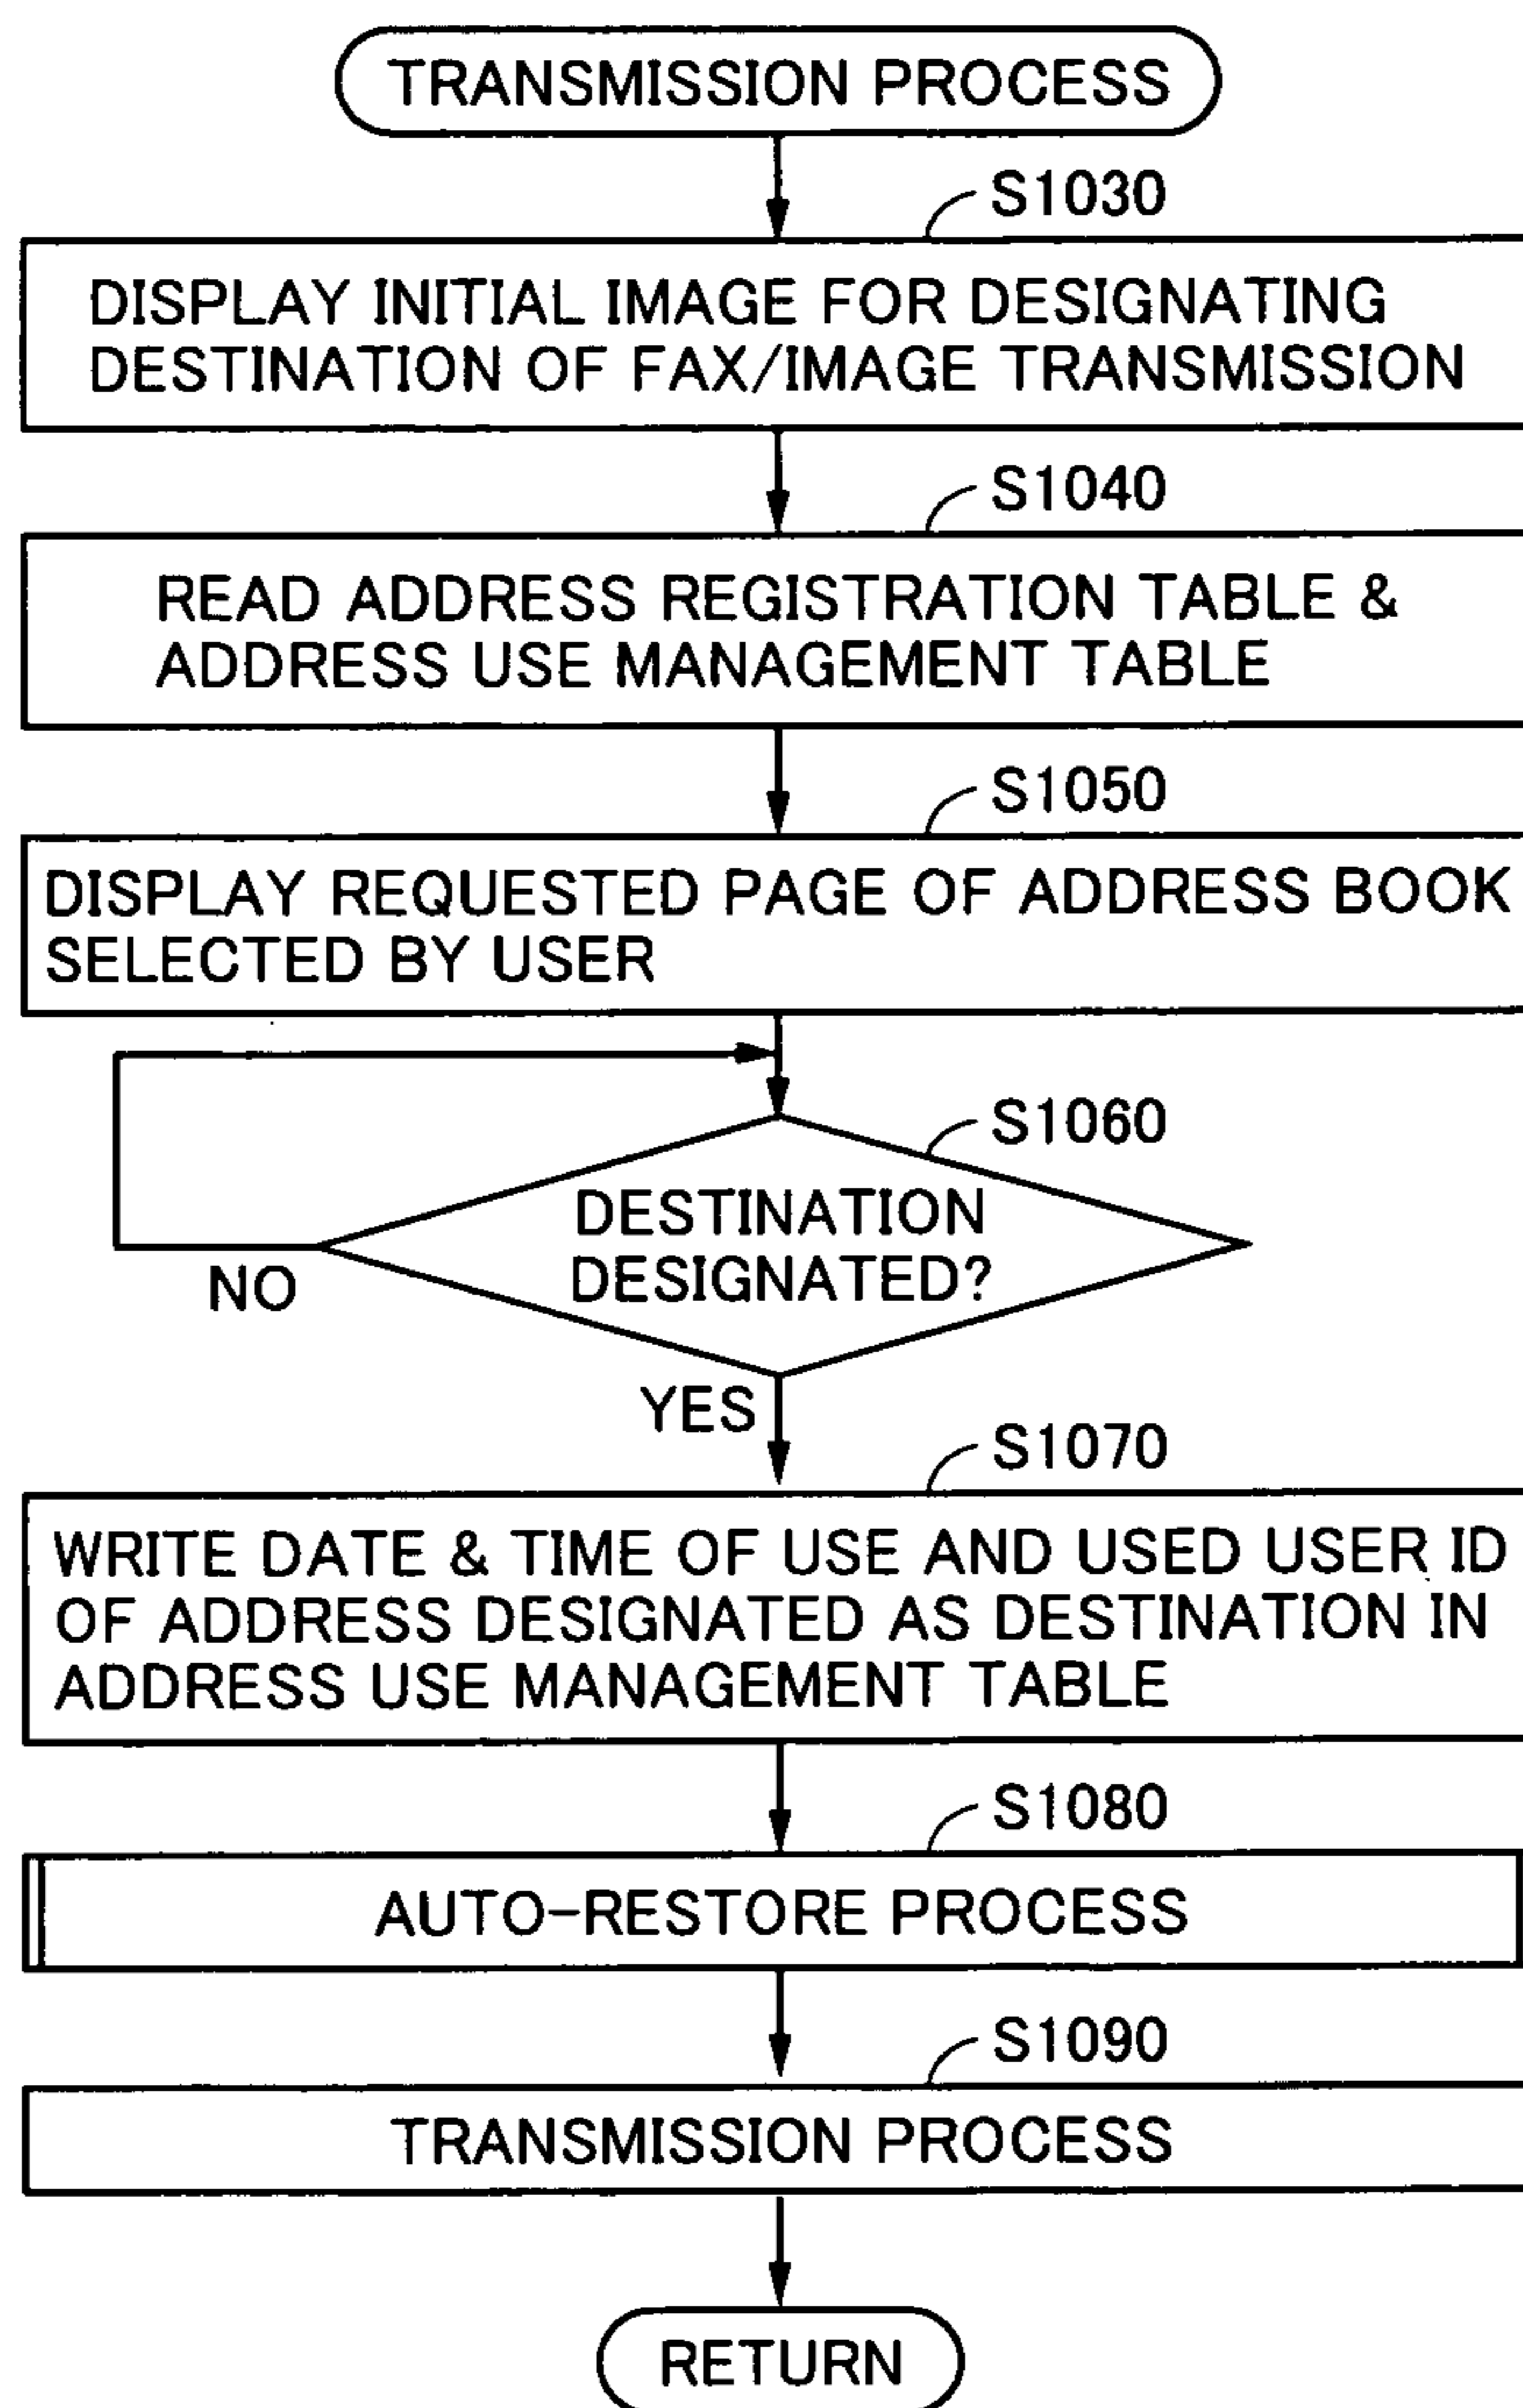 TRANSMISSION PROCESS
S1030
DISPLAY INITIAL IMAGE FOR DESIGNATING
DESTINATION OF FAX/IMAGE TRANSMISSION
S1040
READ ADDRESS REGISTRATION TABLE &
ADDRESS USE MANAGEMENT TABLE
S1050
DISPLAY REQUESTED PAGE OF ADDRESS BOOK
SELECTED BY USER
S1060
DESTINATION
DESIGNATED?
NO
YES
S1070
WRITE DATE & TIME OF USE AND USED USER ID
OF ADDRESS DESIGNATED AS DESTINATION IN
ADDRESS USE MANAGEMENT TABLE
S1080
AUTO-RESTORE PROCESS
S1090
TRANSMISSION PROCESS
RETURN